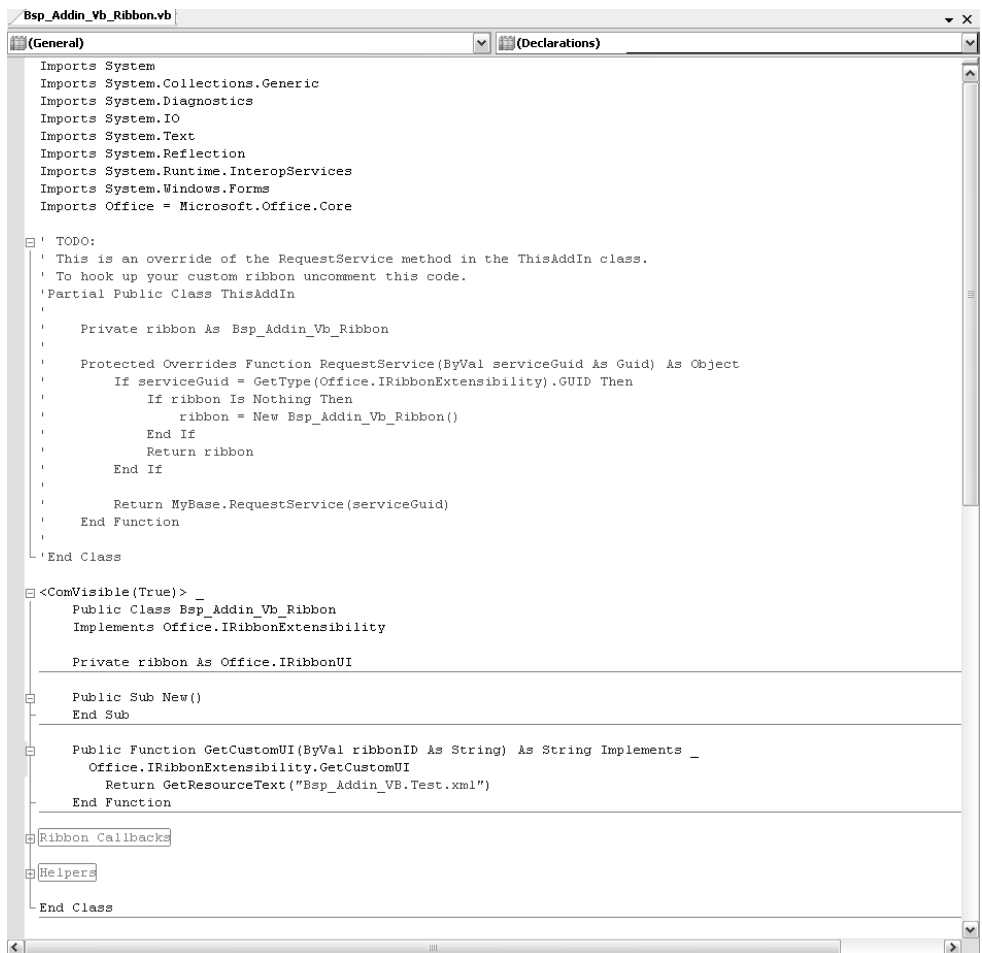 Bsp_Addin_Vb_Ribbon.vb
(General) (Declarations)
Imports System
Imports System.Collections.Generic
Imports System.Diagnostics
Imports System.IO
Imports System.Text
Imports System.Reflection
Imports System.Runtime.InteropServices
Imports System.Windows.Forms
Imports Office = Microsoft.Office.Core
' TODO:
' This is an override of the RequestService method in the ThisAddIn class.
' To hook up your custom ribbon uncomment this code.
'Partial Public Class ThisAddIn
'
'    Private ribbon As Bsp_Addin_Vb_Ribbon
'
'    Protected Overrides Function RequestService(ByVal serviceGuid As Guid) As Object
'        If serviceGuid = GetType(Office.IRibbonExtensibility).GUID Then
'            If ribbon Is Nothing Then
'                ribbon = New Bsp_Addin_Vb_Ribbon()
'            End If
'            Return ribbon
'        End If
'
'        Return MyBase.RequestService(serviceGuid)
'    End Function
'
'End Class
<ComVisible(True)> _
    Public Class Bsp_Addin_Vb_Ribbon
    Implements Office.IRibbonExtensibility
    Private ribbon As Office.IRibbonUI
    Public Sub New()
    End Sub
    Public Function GetCustomUI(ByVal ribbonID As String) As String Implements _
      Office.IRibbonExtensibility.GetCustomUI
        Return GetResourceText("Bsp_Addin_VB.Test.xml")
    End Function
Ribbon Callbacks
Helpers
End Class